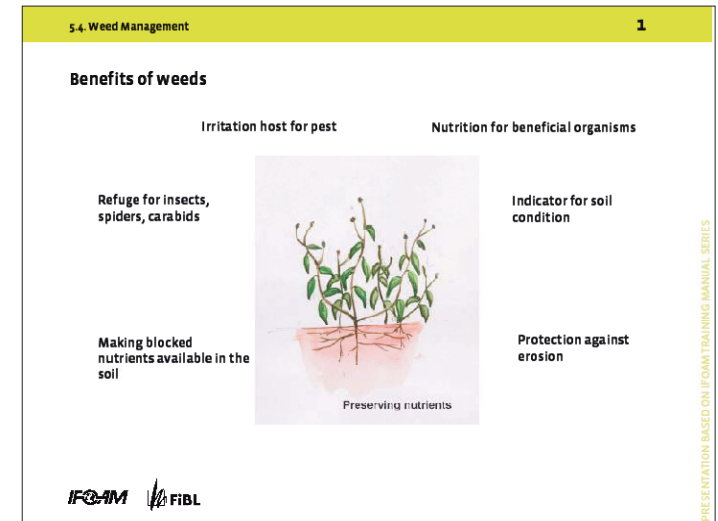 5.4. Weed Management
1
Benefits of weeds
Irritation host for pest
Nutrition for beneficial organisms
Refuge for insects,
spiders, carabids
Indicator for soil
condition
Making blocked
nutrients available in the
soil
Protection against
erosion
Preserving nutrients
IFOAM
FiBL
PRESENTATION BASED ON IFOAM TRAINING MANUAL SERIES